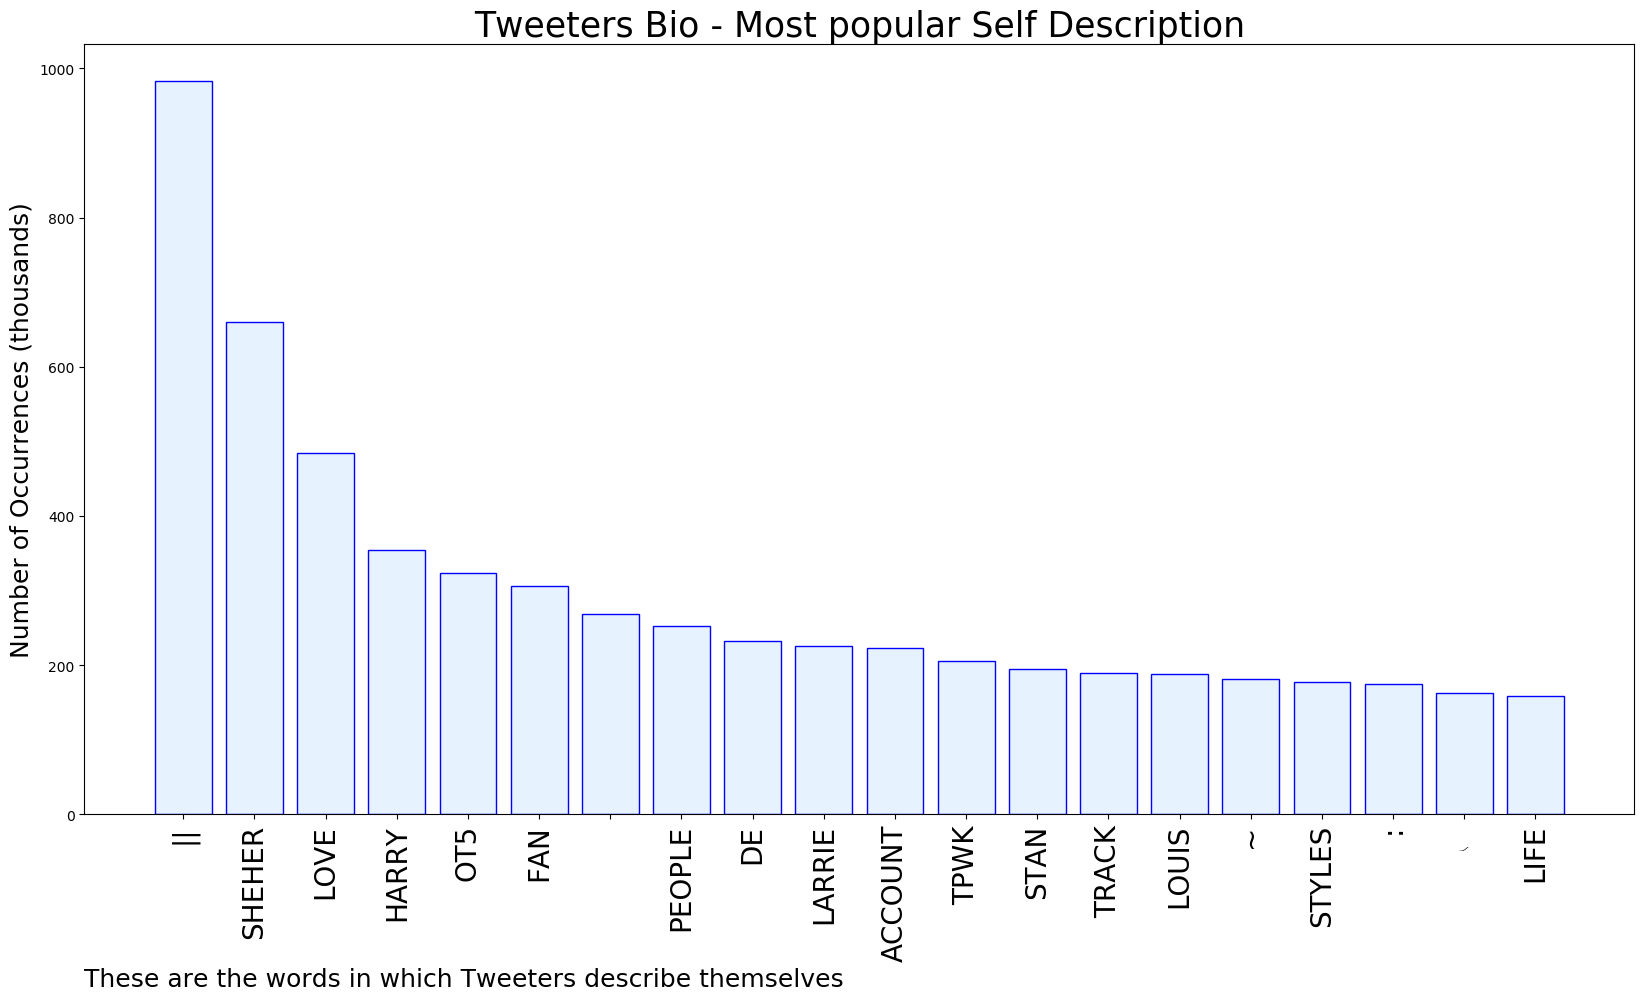 Tweeters Bio - Most popular Self Description
Number of Occurrences (thousands)
1000
800
600
400
200
0
||
SHEHER
LOVE
HARRY
OT5
FAN
PEOPLE
DE
LARRIE
ACCOUNT
TPWK
STAN
TRACK
LOUIS
~
STYLES
:
LIFE
These are the words in which Tweeters describe themselves